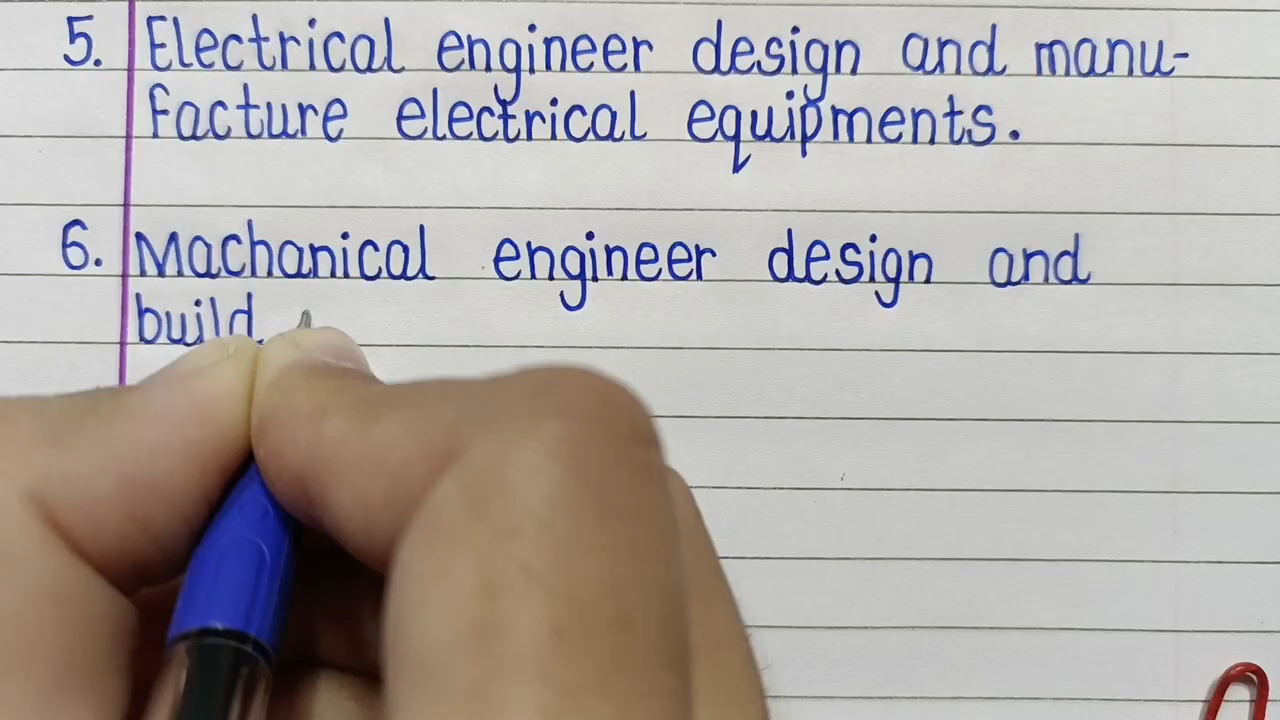 5. Electrical engineer design and manu-
facture electrical equipments.
6. Machanical engineer design and
build